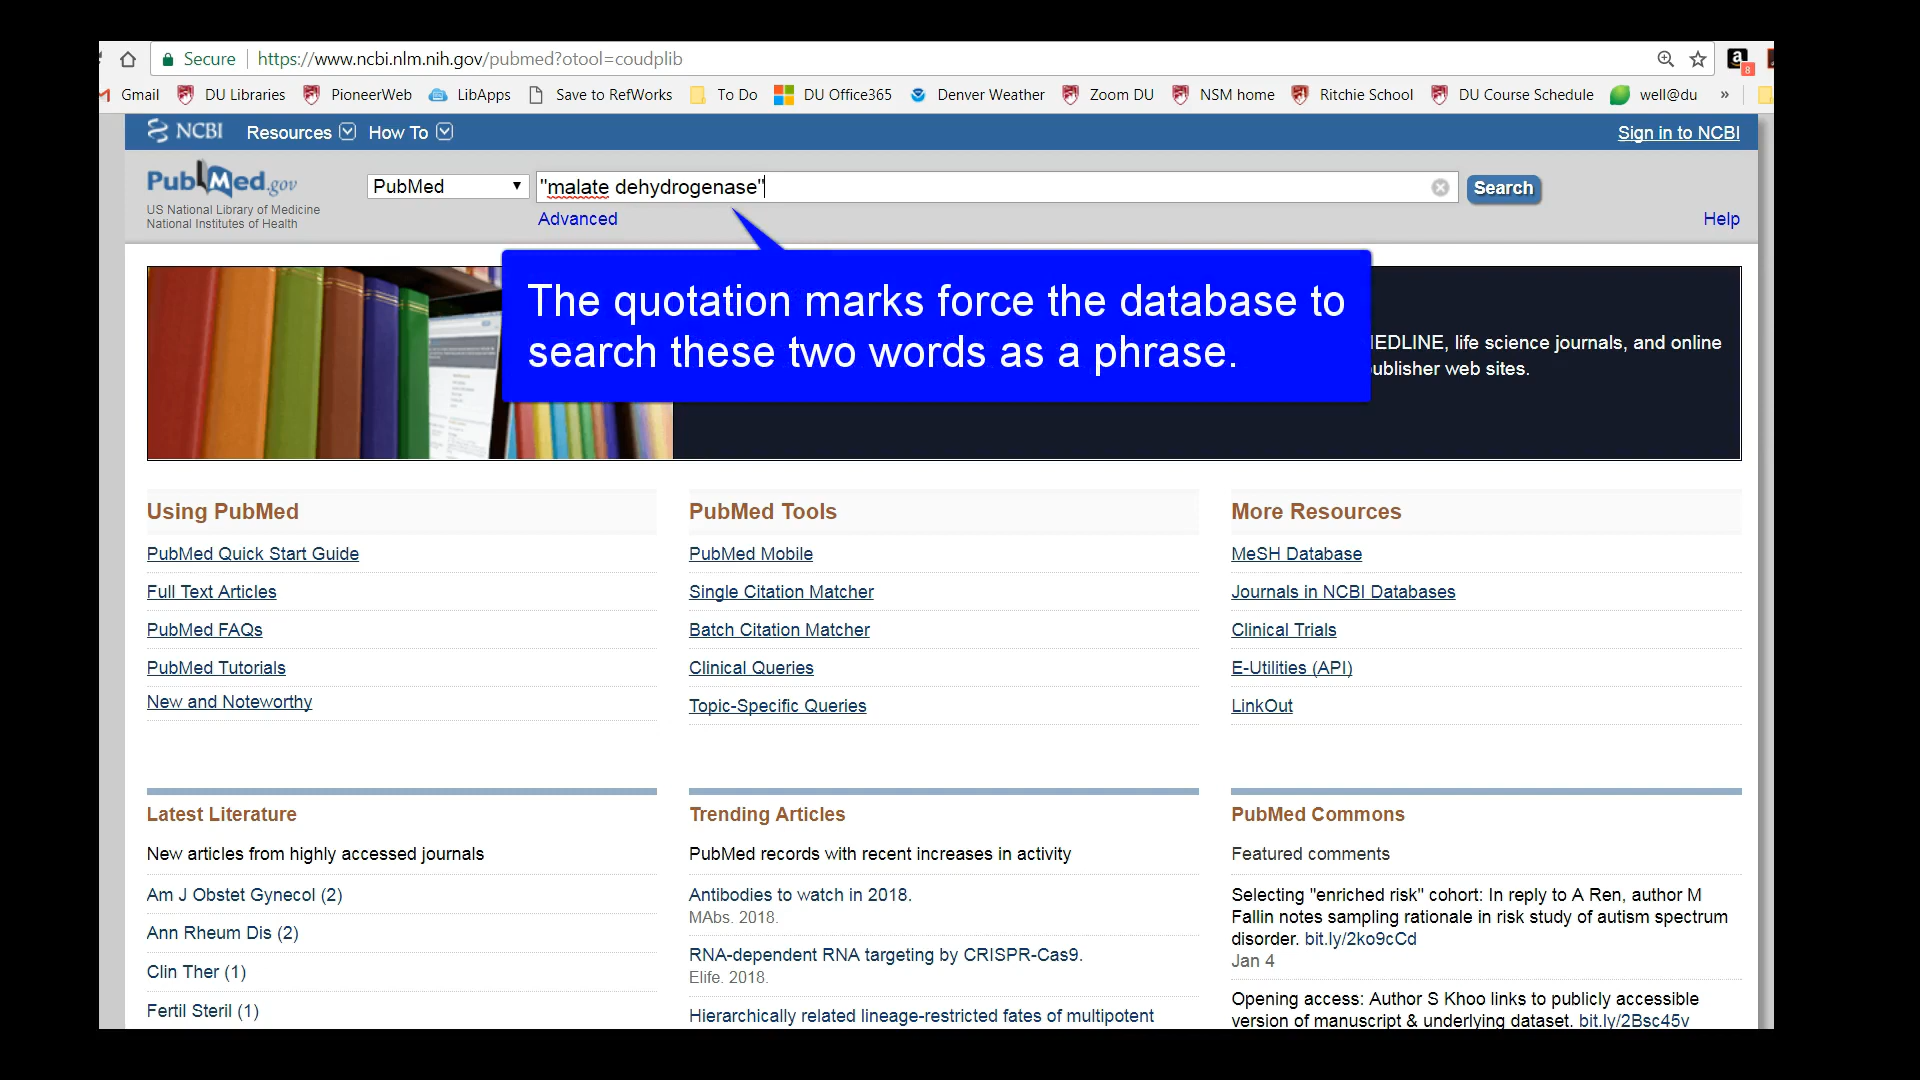 Secure https://www.ncbi.nlm.nih.gov/pubmed?otool=coudplib
a
8
Gmail DU Libraries PioneerWeb LibApps Save to RefWorks To Do DU Office365 Denver Weather Zoom DU NSM home Ritchie School DU Course Schedule well@du »
NCBI Resources How To Sign in to NCBI
PubMed.gov
US National Library of Medicine
National Institutes of Health
PubMed
"malate dehydrogenase"
Search
Advanced
Help
The quotation marks force the database to
search these two words as a phrase.
EDLINE, life science journals, and online
ublisher web sites.
Using PubMed
PubMed Quick Start Guide
Full Text Articles
PubMed FAQs
PubMed Tutorials
New and Noteworthy
PubMed Tools
PubMed Mobile
Single Citation Matcher
Batch Citation Matcher
Clinical Queries
Topic-Specific Queries
More Resources
MeSH Database
Journals in NCBI Databases
Clinical Trials
E-Utilities (API)
LinkOut
Latest Literature
New articles from highly accessed journals
Am J Obstet Gynecol (2)
Ann Rheum Dis (2)
Clin Ther (1)
Fertil Steril (1)
Trending Articles
PubMed records with recent increases in activity
Antibodies to watch in 2018.
MAbs. 2018.
RNA-dependent RNA targeting by CRISPR-Cas9.
Elife. 2018.
Hierarchically related lineage-restricted fates of multipotent
PubMed Commons
Featured comments
Selecting "enriched risk" cohort: In reply to A Ren, author M
Fallin notes sampling rationale in risk study of autism spectrum
disorder. bit.ly/2ko9cCd
Jan 4
Opening access: Author S Khoo links to publicly accessible
version of manuscript & underlying dataset. bit.ly/2Bsc45v